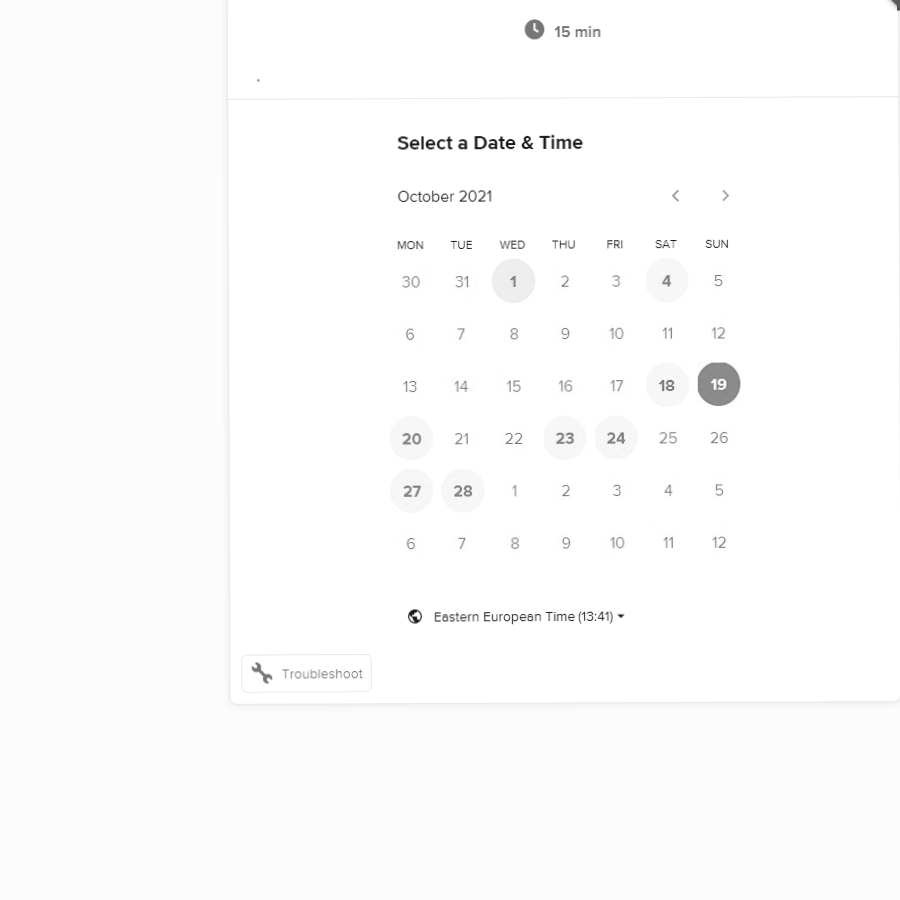 15 min
.
Select a Date & Time
October 2021
MON TUE WED THU FRI SAT SUN
30 31 1 2 3 4 5
6 7 8 9 10 11 12
13 14 15 16 17 18 19
20 21 22 23 24 25 26
27 28 1 2 3 4 5
6 7 8 9 10 11 12
Eastern European Time (13:41)
Troubleshoot